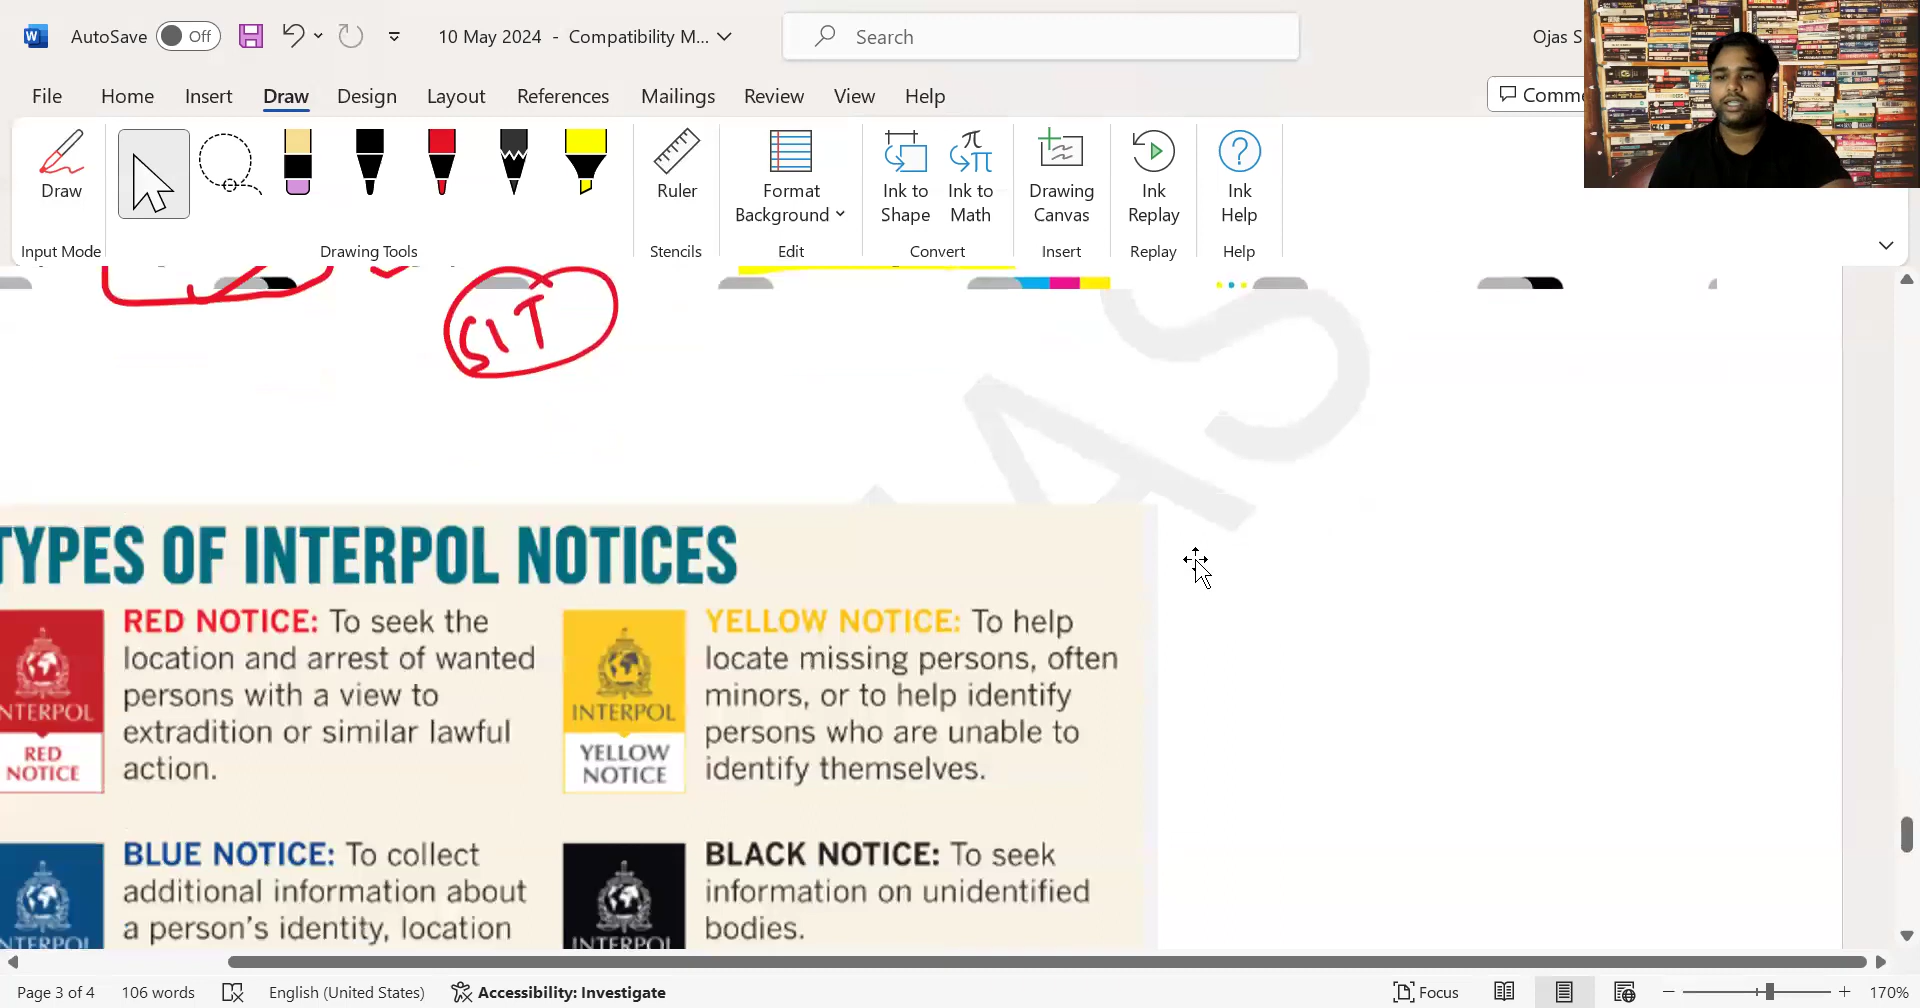 AutoSave Off 10 May 2024 - Compatibility M... Search Ojas S
File Home Insert Draw Design Layout References Mailings Review View Help Comme
Draw Ruler Format Background Ink to Shape Ink to Math Drawing Canvas Ink Replay Ink Help
Input Mode Drawing Tools Stencils Edit Convert Insert Replay Help
SIT
AS
TYPES OF INTERPOL NOTICES
RED NOTICE: To seek the
location and arrest of wanted
persons with a view to
extradition or similar lawful
action.
INTERPOL
RED
NOTICE
YELLOW NOTICE: To help
locate missing persons, often
minors, or to help identify
persons who are unable to
identify themselves.
INTERPOL
YELLOW
NOTICE
BLUE NOTICE: To collect
additional information about
a person's identity, location
INTERPOL
BLACK NOTICE: To seek
information on unidentified
bodies.
INTERPOL
Page 3 of 4 106 words English (United States) Accessibility: Investigate Focus 170%